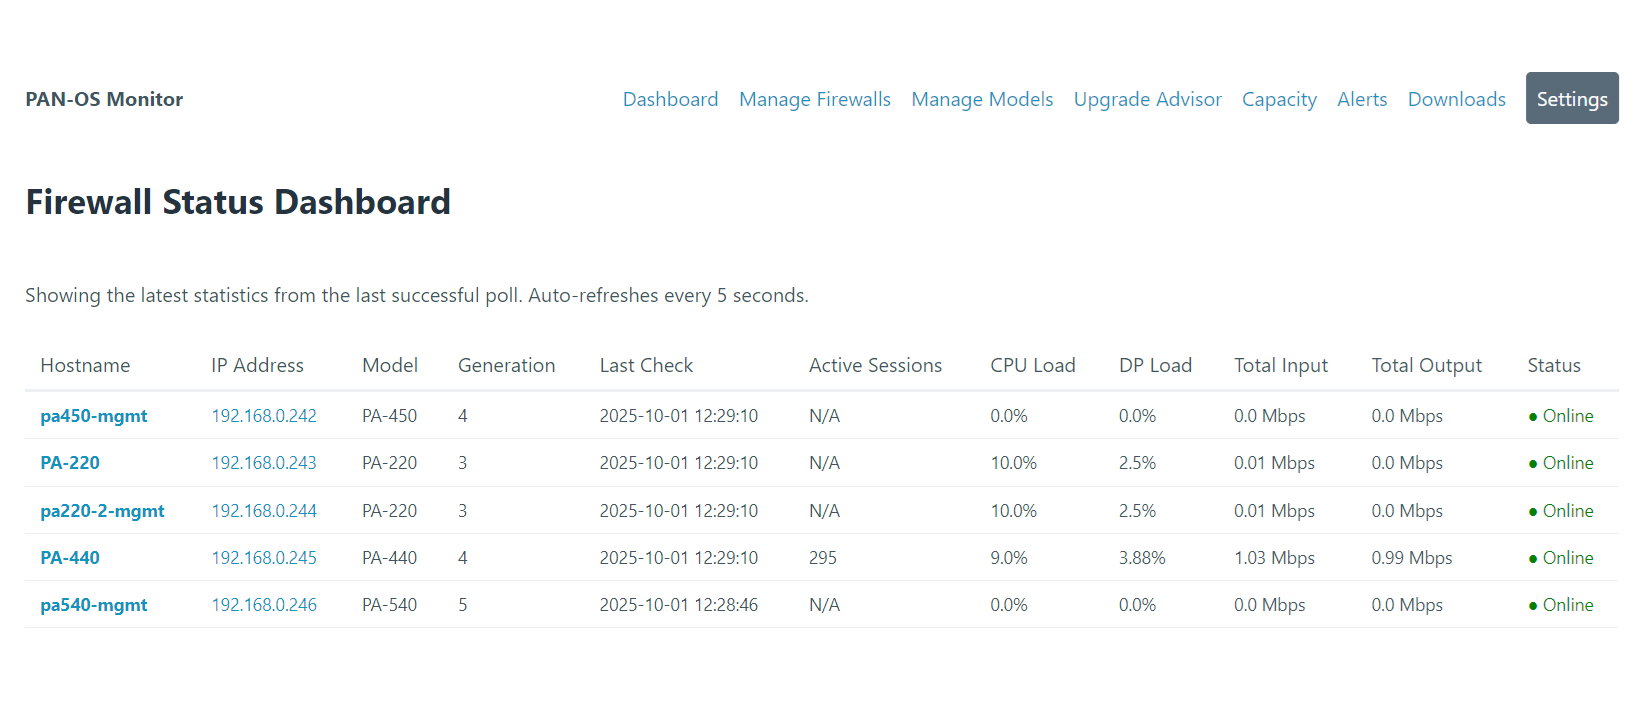 PAN-OS Monitor Dashboard Manage Firewalls Manage Models Upgrade Advisor Capacity Alerts Downloads Settings
Firewall Status Dashboard
Showing the latest statistics from the last successful poll. Auto-refreshes every 5 seconds.
Hostname IP Address Model Generation Last Check Active Sessions CPU Load DP Load Total Input Total Output Status
pa450-mgmt 192.168.0.242 PA-450 4 2025-10-01 12:29:10 N/A 0.0% 0.0% 0.0 Mbps 0.0 Mbps ● Online
PA-220 192.168.0.243 PA-220 3 2025-10-01 12:29:10 N/A 10.0% 2.5% 0.01 Mbps 0.0 Mbps ● Online
pa220-2-mgmt 192.168.0.244 PA-220 3 2025-10-01 12:29:10 N/A 10.0% 2.5% 0.01 Mbps 0.0 Mbps ● Online
PA-440 192.168.0.245 PA-440 4 2025-10-01 12:29:10 295 9.0% 3.88% 1.03 Mbps 0.99 Mbps ● Online
pa540-mgmt 192.168.0.246 PA-540 5 2025-10-01 12:28:46 N/A 0.0% 0.0% 0.0 Mbps 0.0 Mbps ● Online